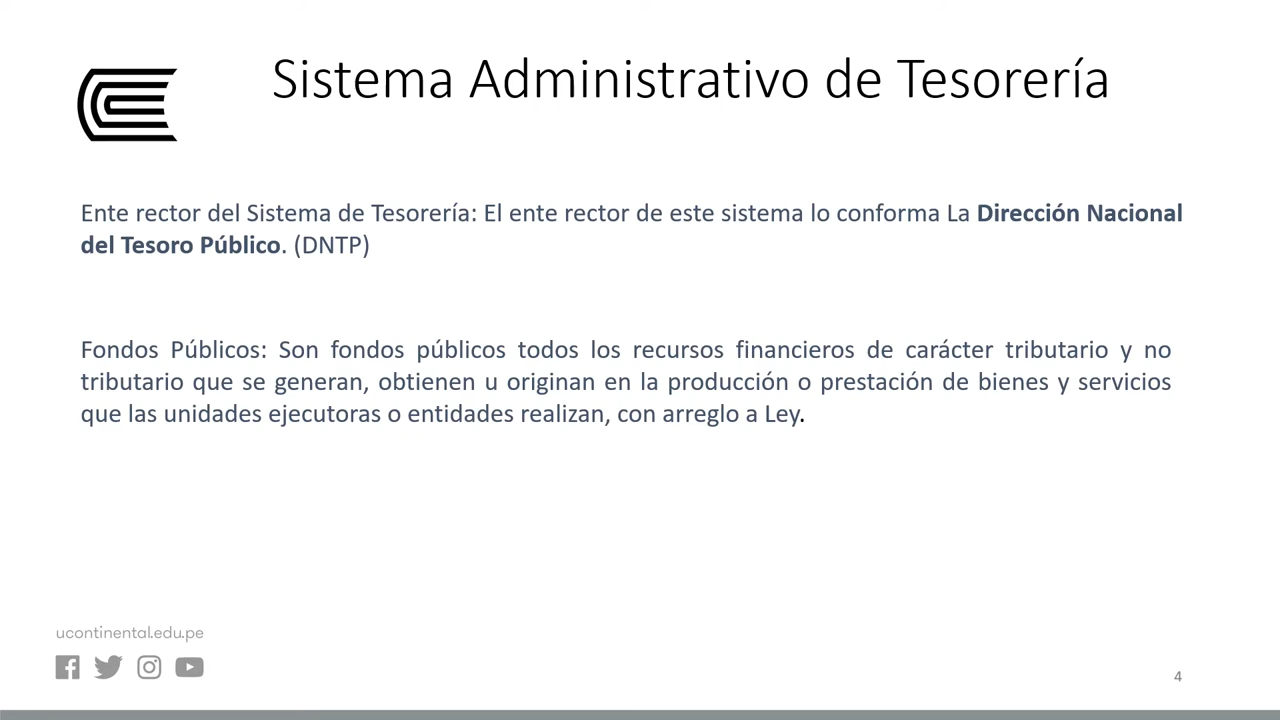 Sistema Administrativo de Tesorería
Ente rector del Sistema de Tesorería: El ente rector de este sistema lo conforma La Dirección Nacional
del Tesoro Público. (DNTP)
Fondos Públicos: Son fondos públicos todos los recursos financieros de carácter tributario y no
tributario que se generan, obtienen u originan en la producción o prestación de bienes y servicios
que las unidades ejecutoras o entidades realizan, con arreglo a Ley.
ucontinental.edu.pe
4